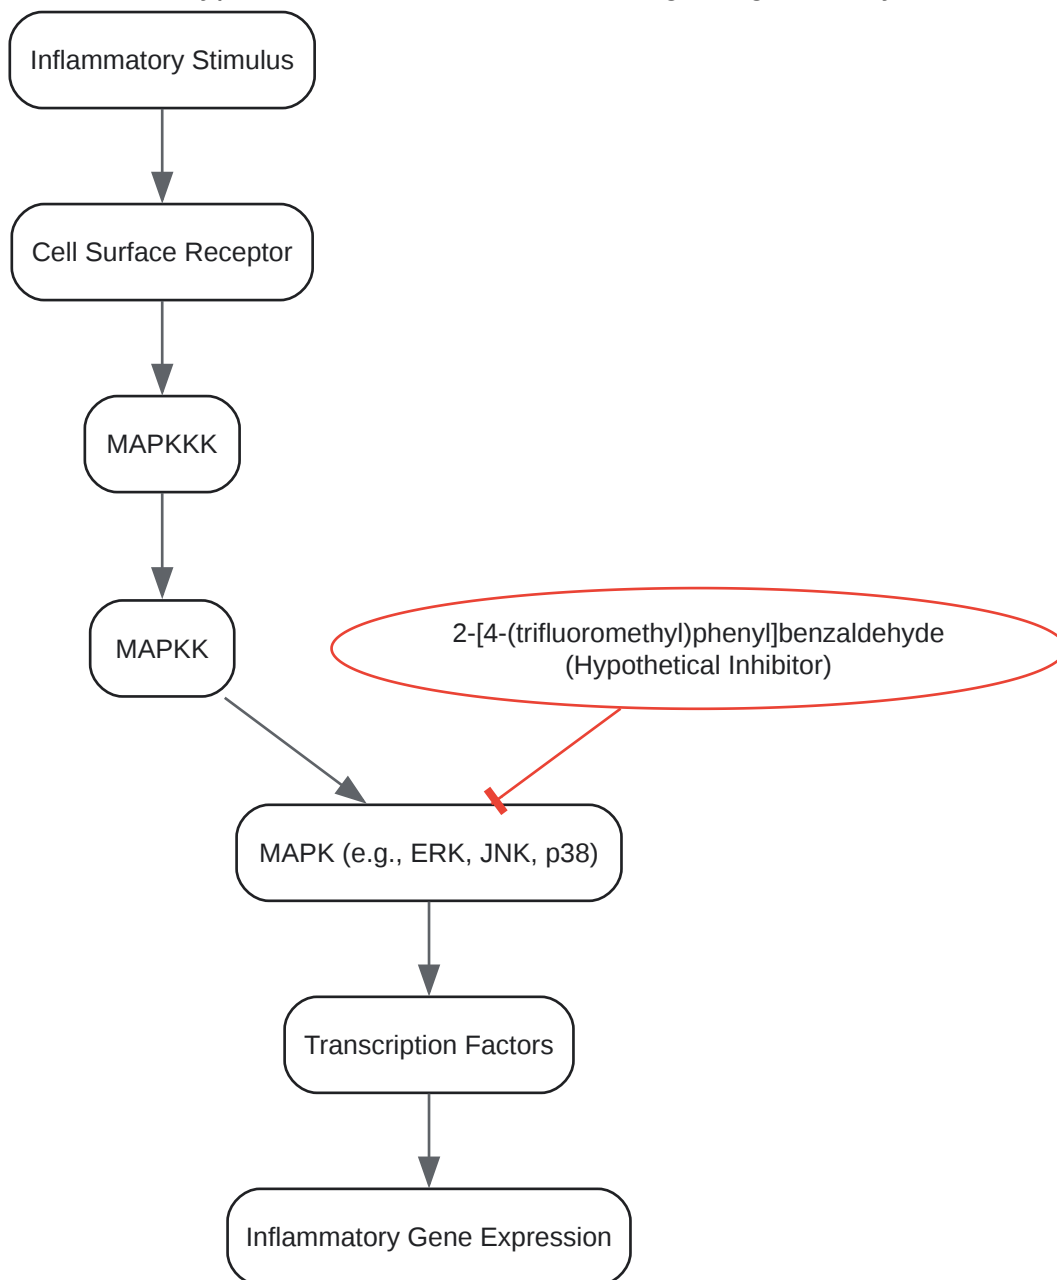 Inflammatory Stimulus
Cell Surface Receptor
MAPKKK
MAPKK
2-[4-(trifluoromethyl)phenyl]benzaldehyde
(Hypothetical Inhibitor)
MAPK (e.g., ERK, JNK, p38)
Transcription Factors
Inflammatory Gene Expression